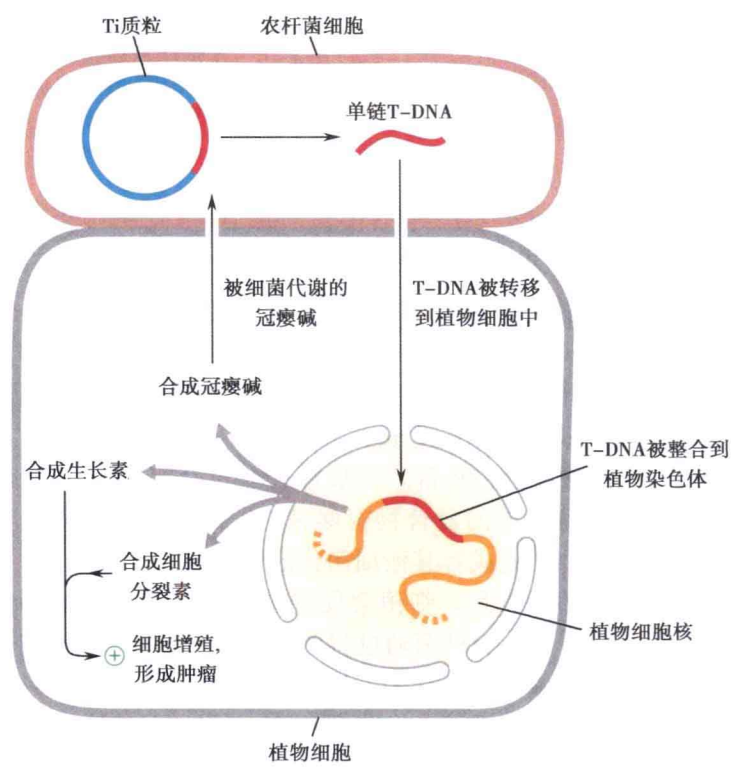 Ti质粒
农杆菌细胞
单链T-DNA
被细菌代谢的
冠瘿碱
T-DNA被转移
到植物细胞中
合成冠瘿碱
T-DNA被整合到
植物染色体
合成生长素
合成细胞
分裂素
细胞增殖，
形成肿瘤
植物细胞核
植物细胞